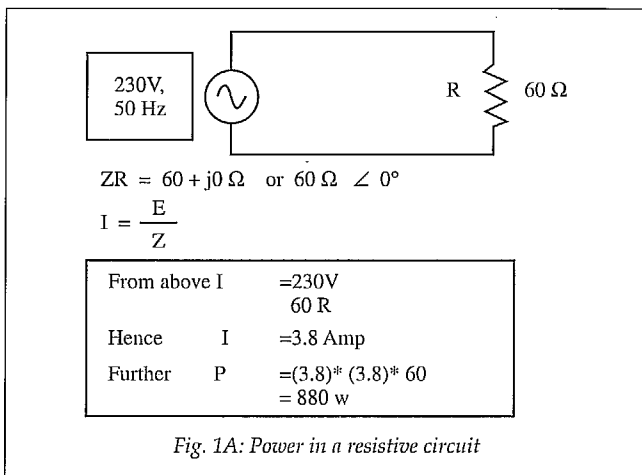 230V,
50 Hz
R 60 Ω
ZR = 60 + j0 Ω or 60 Ω ∠ 0°
I = E
Z
From above I =230V
60 R
Hence I =3.8 Amp
Further P =(3.8)* (3.8)* 60
= 880 w
Fig. 1A: Power in a resistive circuit